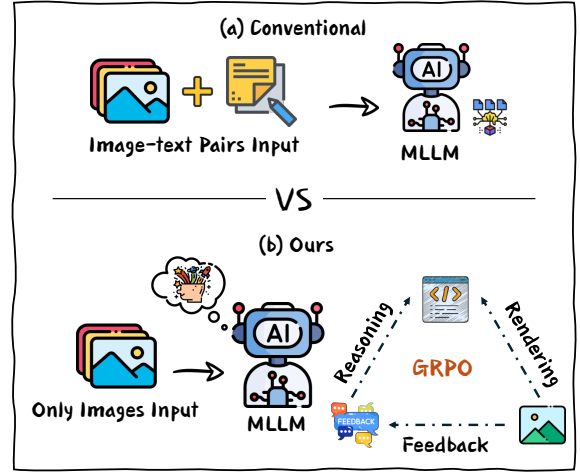 (a) Conventional
AI
Image-text Pairs Input
MLLM
VS
(b) Ours
AI
</>
Reasoning
Rendering
GRPO
FEEDBACK
Only Images Input
MLLM
Feedback